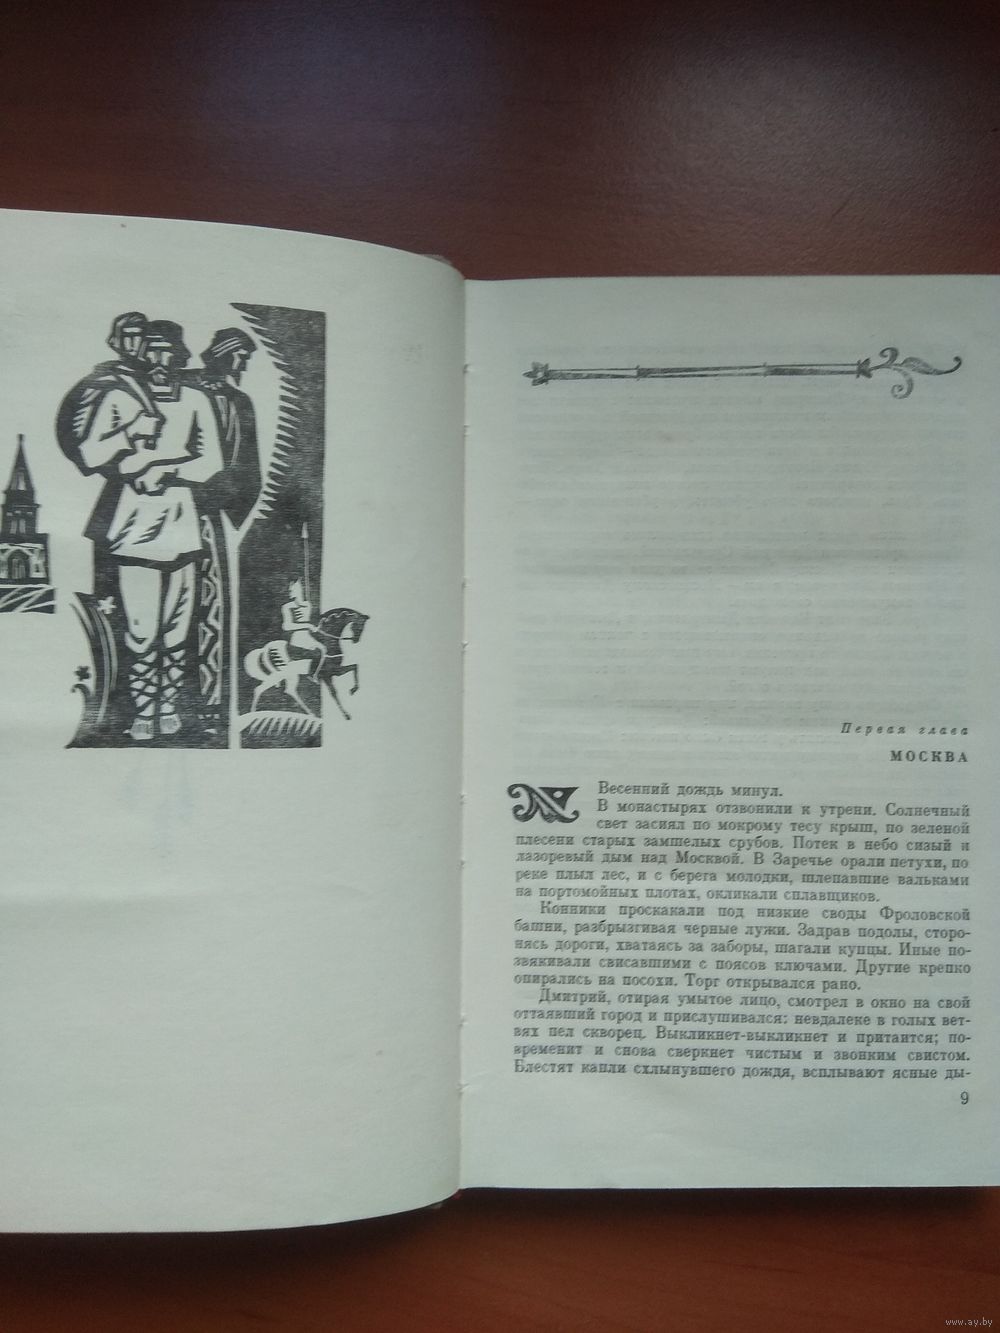 Первая глава
МОСКВА
Весенний дождь минул.
В монастырях отзвонили к утрени. Солнечный
свет засиял по мокрому тесу крыш, по зеленой
плесени старых замшелых срубов. Потек в небо сизый и
лазоревый дым над Москвой. В Заречье орали петухи, по
реке плыл лес, и с берега молодки, шлепавшие вальками
на портомойных плотах, окликали сплавщиков.
Конники проскакали под низкие своды Фроловской
башни, разбрызгивая черные лужи. Задрав подолы, сторо-
нясь дороги, хватаясь за заборы, шагали купцы. Иные по-
звякивали свисавшими с поясов ключами. Другие крепко
опирались на посохи. Торг открывался рано.
Дмитрий, отирая умытое лицо, смотрел в окно на свой
оттаявший город и прислушивался: невдалеке в голых вет-
вях пел скворец. Выкликнет-выкликнет и притаится; по-
временит и снова сверкнет чистым и звонким свистом.
Блестят капли схлынувшего дождя, всплывают ясные ды-
9
www.ay.by